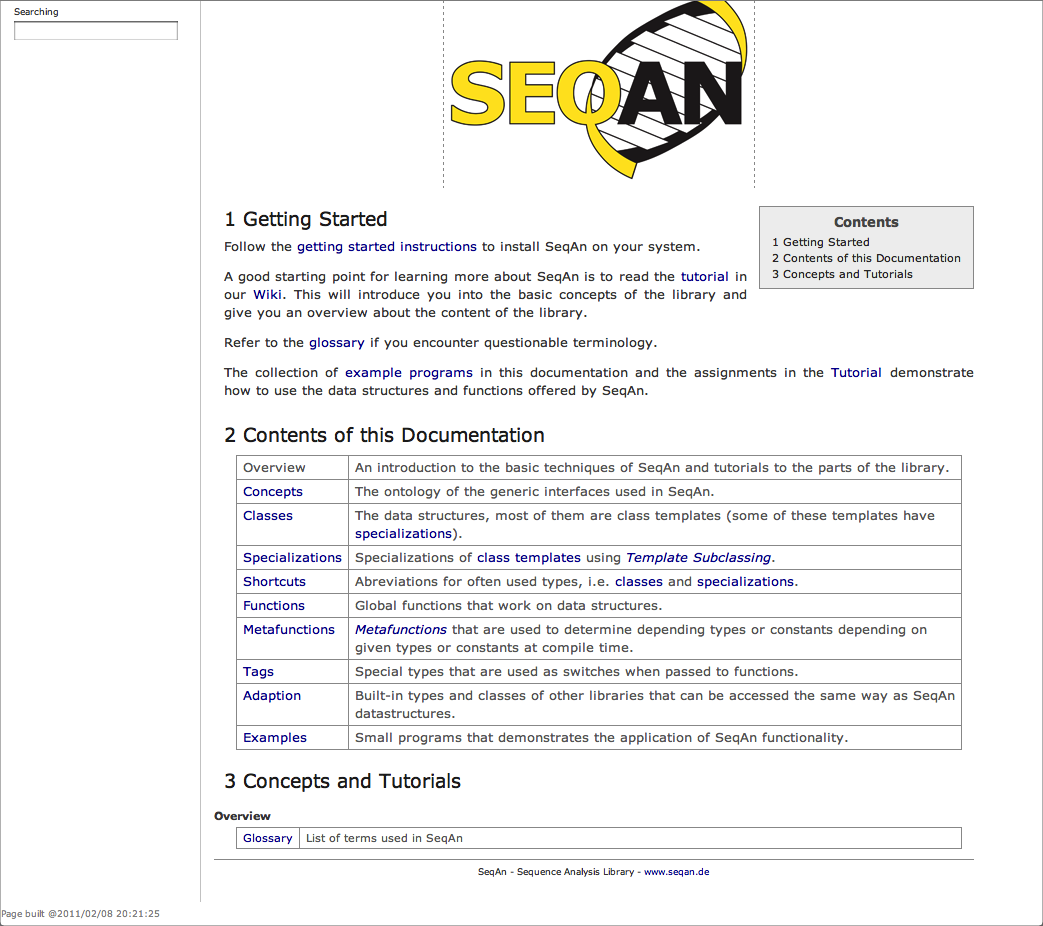 Searching
SEQAN
1 Getting Started
Contents
1 Getting Started
2 Contents of this Documentation
3 Concepts and Tutorials
Follow the getting started instructions to install SeqAn on your system.
A good starting point for learning more about SeqAn is to read the tutorial in
our Wiki. This will introduce you into the basic concepts of the library and
give you an overview about the content of the library.
Refer to the glossary if you encounter questionable terminology.
The collection of example programs in this documentation and the assignments in the Tutorial demonstrate
how to use the data structures and functions offered by SeqAn.
2 Contents of this Documentation
Overview An introduction to the basic techniques of SeqAn and tutorials to the parts of the library.
Concepts The ontology of the generic interfaces used in SeqAn.
Classes The data structures, most of them are class templates (some of these templates have
specializations).
Specializations Specializations of class templates using Template Subclassing.
Shortcuts Abreviations for often used types, i.e. classes and specializations.
Functions Global functions that work on data structures.
Metafunctions Metafunctions that are used to determine depending types or constants depending on
given types or constants at compile time.
Tags Special types that are used as switches when passed to functions.
Adaption Built-in types and classes of other libraries that can be accessed the same way as SeqAn
datastructures.
Examples Small programs that demonstrates the application of SeqAn functionality.
3 Concepts and Tutorials
Overview
Glossary List of terms used in SeqAn
SeqAn - Sequence Analysis Library - www.seqan.de
Page built @2011/02/08 20:21:25